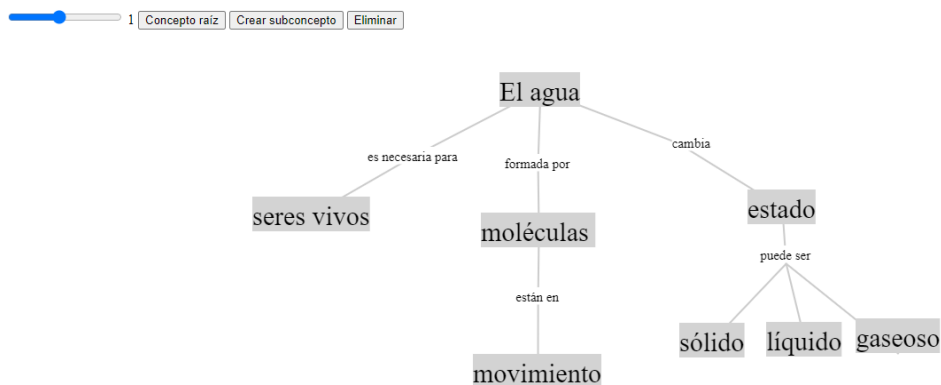 1 Concepto raíz Crear subconcepto Eliminar
El agua
es necesaria para
formada por
cambia
seres vivos
moléculas
estado
están en
puede ser
sólido
líquido
gaseoso
movimiento